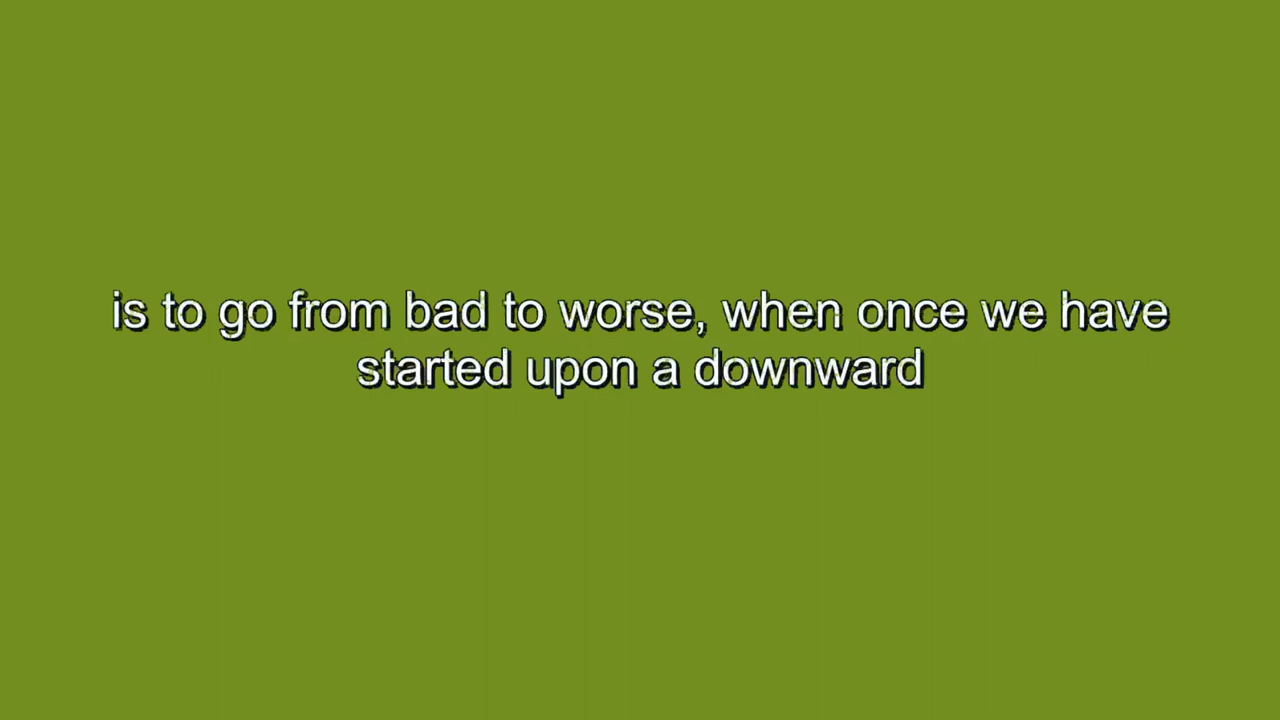 is to go from bad to worse, when once we have
started upon a downward